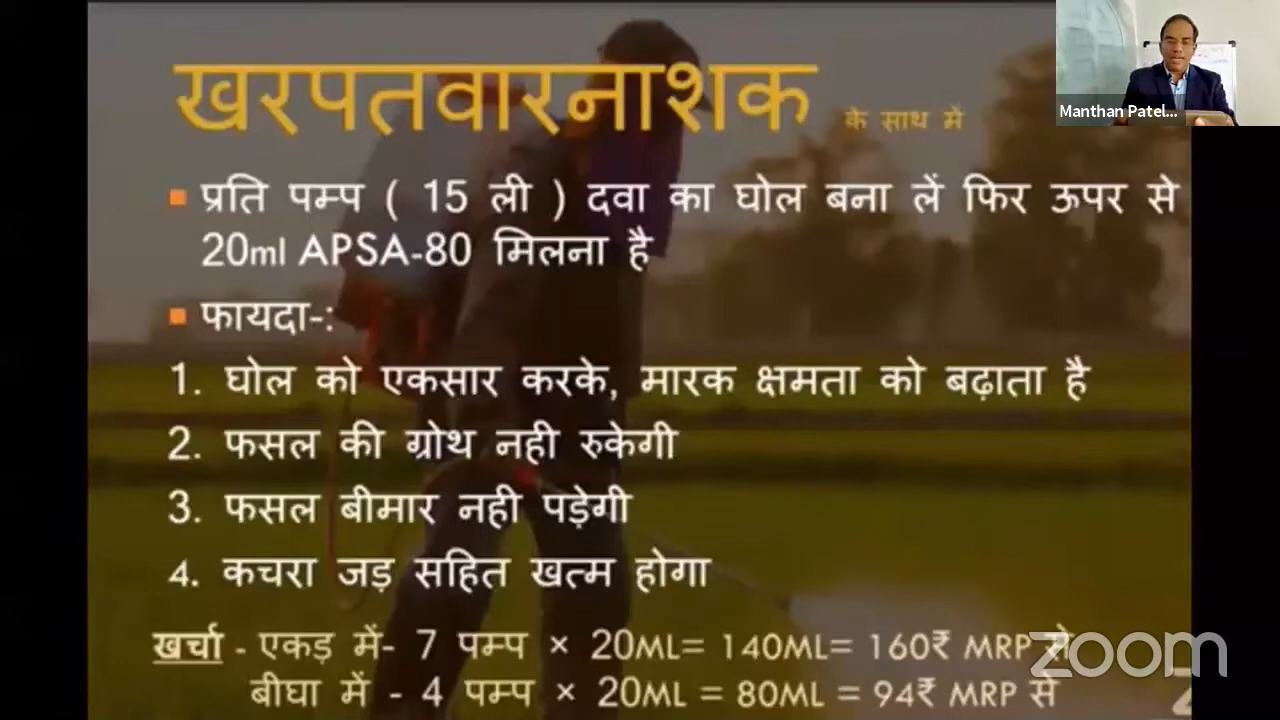 खरपतवारनाशक के साथ में
Manthan Patel...
▪ प्रति पम्प ( 15 ली ) दवा का घोल बना लें फिर ऊपर से
20ml APSA-80 मिलना है
▪ फायदा-:
1. घोल को एकसार करके, मारक क्षमता को बढ़ाता है
2. फसल की ग्रोथ नही रुकेगी
3. फसल बीमार नही पड़ेगी
4. कचरा जड़ सहित खत्म होगा
खर्चा - एकड़ में- 7 पम्प × 20ML= 140ML= 160₹ MRP से
बीघा में - 4 पम्प × 20ML = 80ML = 94₹ MRP से
zoom